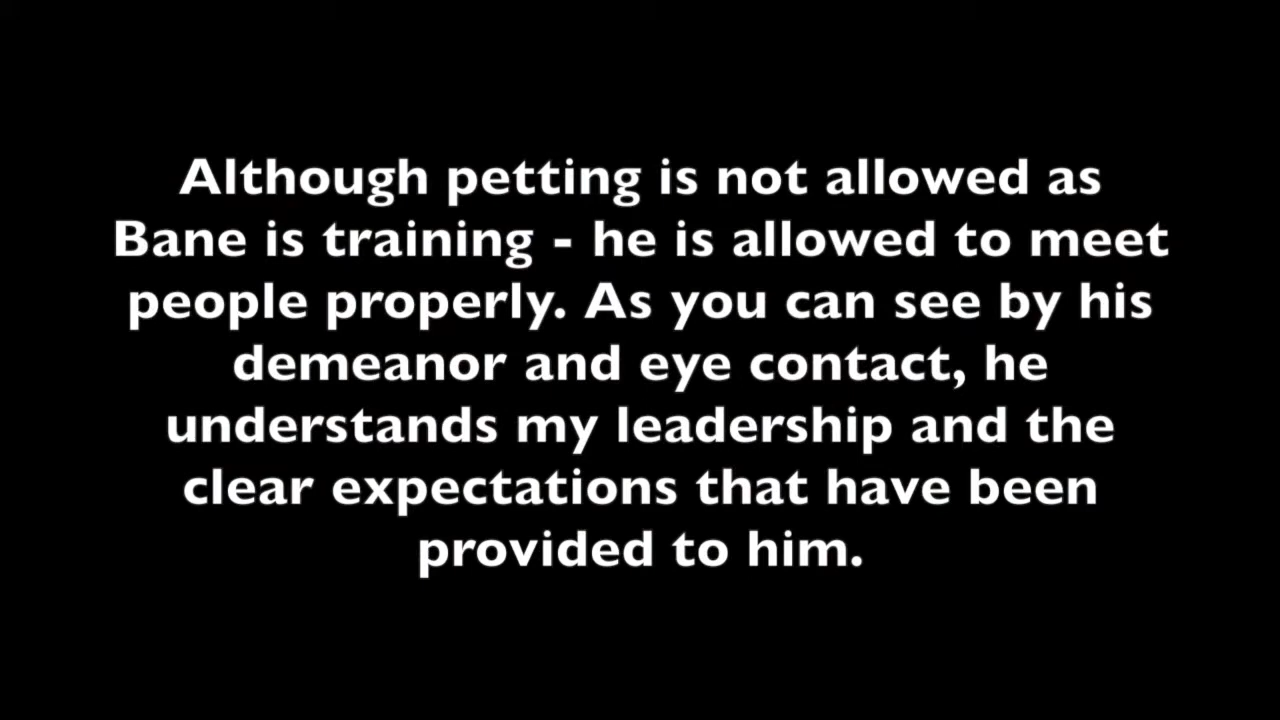 Although petting is not allowed as
Bane is training - he is allowed to meet
people properly. As you can see by his
demeanor and eye contact, he
understands my leadership and the
clear expectations that have been
provided to him.